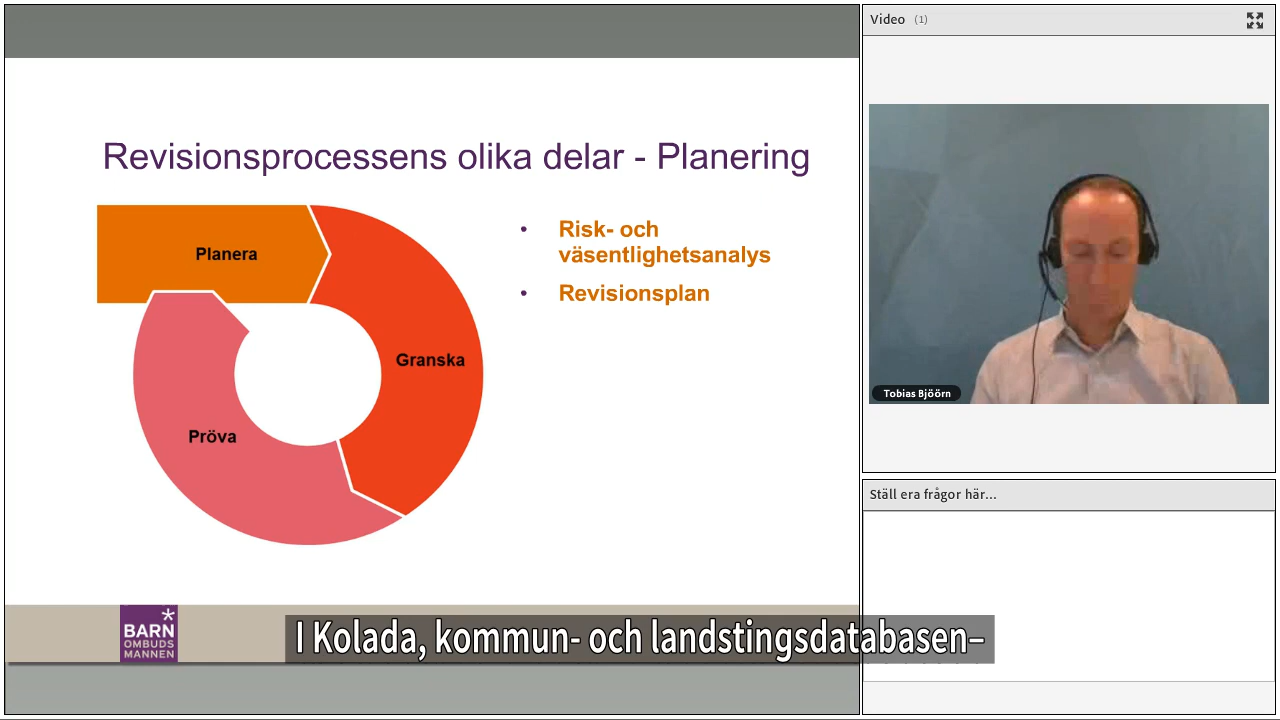 Revisionsprocessens olika delar - Planering
Planera
Granska
Pröva
• Risk- och
väsentlighetsanalys
• Revisionsplan
BARN
OMBUDS
MANNEN
I Kolada, kommun- och landstingsdatabasen–
Video (1)
Tobias Bjöörn
Ställ era frågor här...